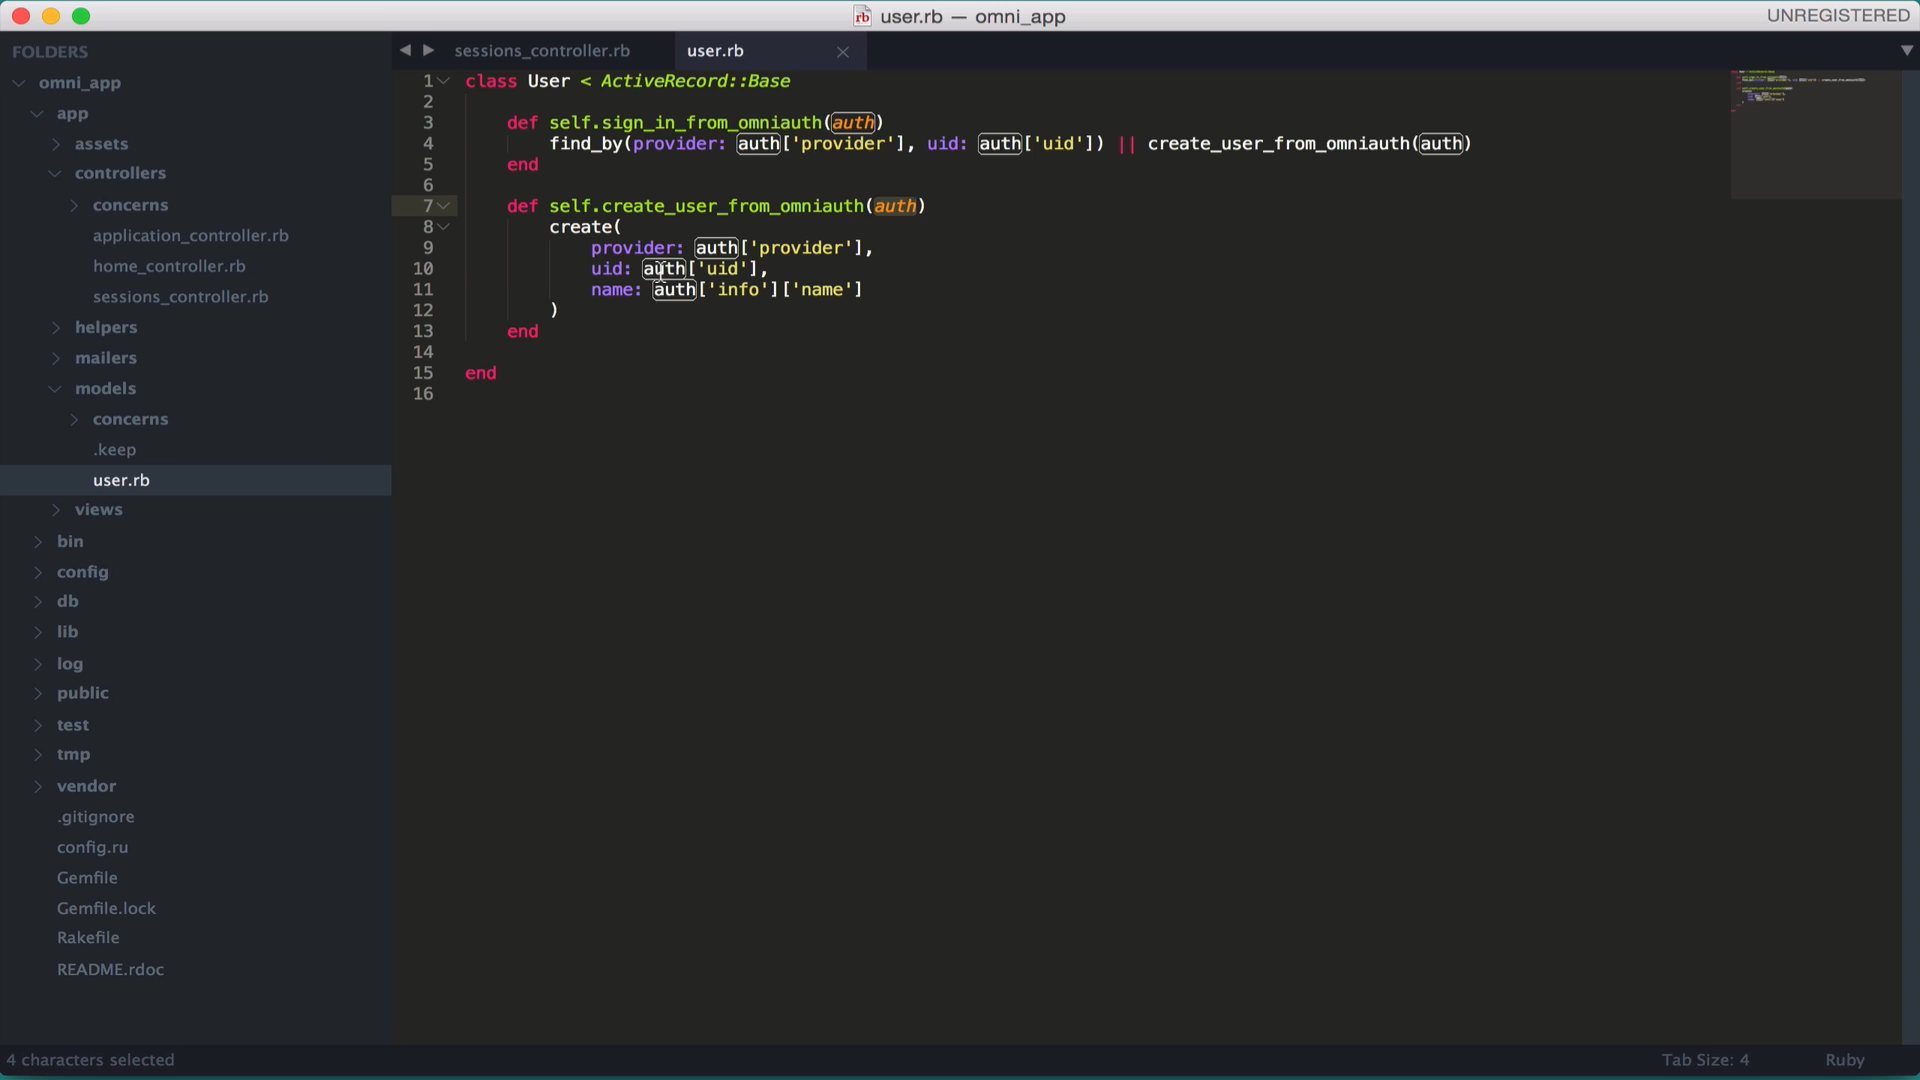 rb user.rb — omni_app
UNREGISTERED
FOLDERS
omni_app
app
assets
controllers
concerns
application_controller.rb
home_controller.rb
sessions_controller.rb
helpers
mailers
models
concerns
.keep
user.rb
views
bin
config
db
lib
log
public
test
tmp
vendor
.gitignore
config.ru
Gemfile
Gemfile.lock
Rakefile
README.rdoc
sessions_controller.rb
user.rb
1 class User < ActiveRecord::Base
2
3 def self.sign_in_from_omniauth(auth)
4 find_by(provider: auth['provider'], uid: auth['uid']) || create_user_from_omniauth(auth)
5 end
6
7 def self.create_user_from_omniauth(auth)
8 create(
9 provider: auth['provider'],
10 uid: auth['uid'],
11 name: auth['info']['name']
12 )
13 end
14
15 end
16
4 characters selected
Tab Size: 4
Ruby